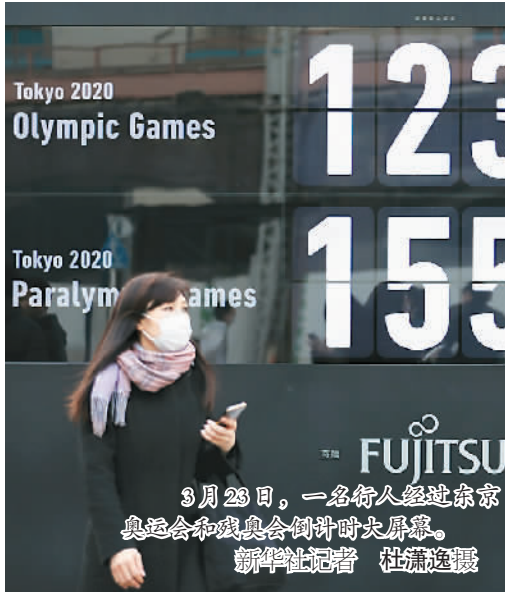 Tokyo 2020
Olympic Games
123
Tokyo 2020
Paralym ames
155
FUJITSU
3月23日,一名行人经过东京
奥运会和残奥会倒计时大屏幕。
新华社记者 杜潇逸摄